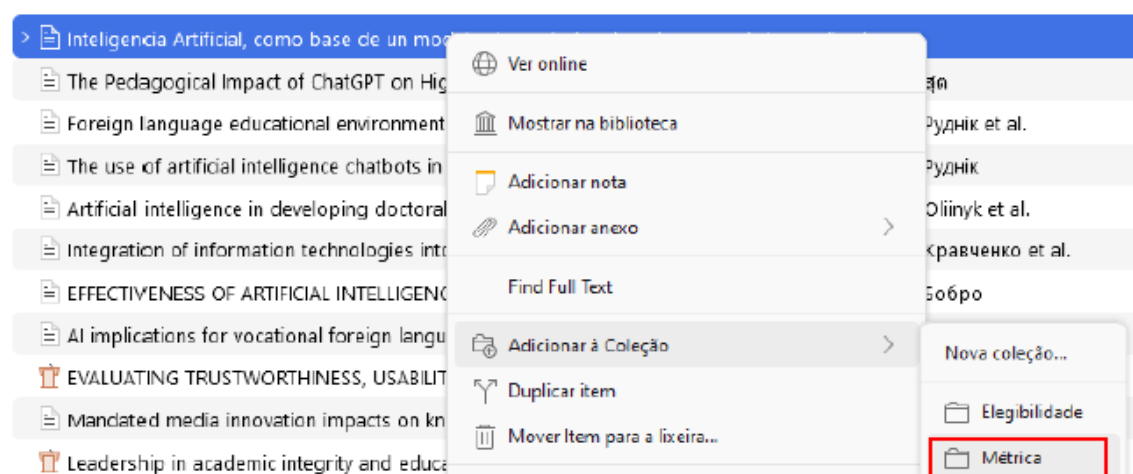 Inteligencia Artificial, como base de un
Ver online
The Pedagogical Impact of ChatGPT on Hig
สุด
Foreign language educational environment
Mostrar na biblioteca
Руднік et al.
The use of artificial intelligence chatbots in
Руднік
Adicionar nota
Artificial intelligence in developing doctoral
Oliinyk et al.
Adicionar anexo
Integration of information technologies into
Кравченко et al.
Find Full Text
EFFECTIVENESS OF ARTIFICIAL INTELLIGENC
Бобро
AI implications for vocational foreign langu
Adicionar à Coleção
Nova coleção...
EVALUATING TRUSTWORTHINESS, USABILIT
Duplicar item
Elegibilidade
Mandated media innovation impacts on kn
Mover Item para a lixeira...
Métrica
Leadership in academic integrity and educa